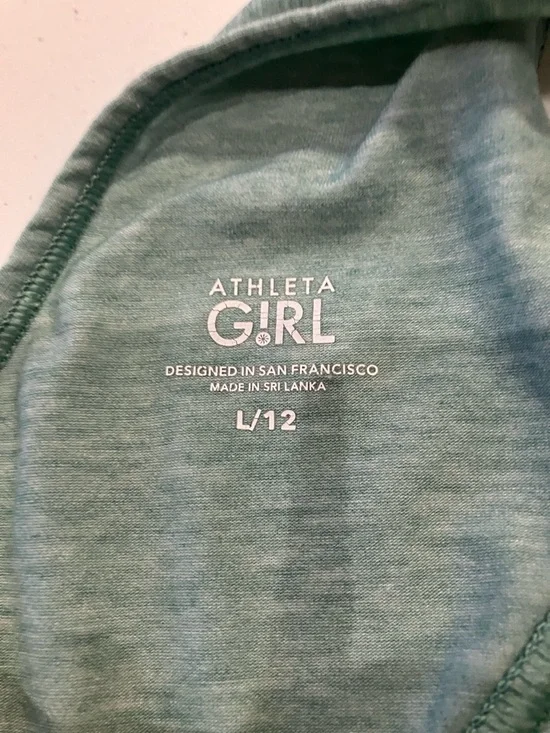 ATHLETA
G!RL
DESIGNED IN SAN FRANCISCO
MADE IN SRI LANKA
L/12